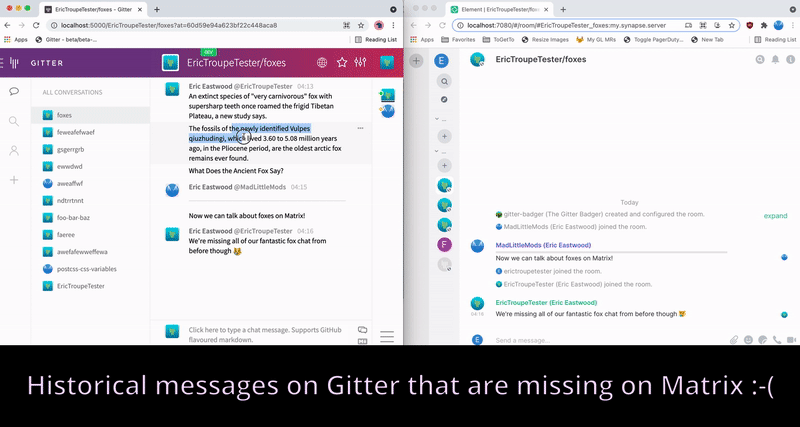 EricTroupeTester/foxes - Gitter
localhost:5000/EricTroupeTester/foxes?at=60d59e94a623bf22c448aca8
Apps
Gitter - beta/beta-...
Reading List
dev
GITTER
EricTroupeTester/foxes
ALL CONVERSATIONS
foxes
feweafefwaef
gsgerrgrb
ewwdwd
aweaffwf
ndtrrtnnt
foo-bar-baz
faeree
awefafewweffewa
postcss-css-variables
EricTroupeTester
Eric Eastwood @EricTroupeTester 04:13
An extinct species of "very carnivorous" fox with
supersharp teeth once roamed the frigid Tibetan
Plateau, a new study says.
The fossils of the newly identified Vulpes
qiuzhudingi, which lived 3.60 to 5.08 million years
ago, in the Pliocene period, are the oldest arctic fox
remains ever found.
What Does the Ancient Fox Say?
Eric Eastwood @MadLittleMods 04:15
Now we can talk about foxes on Matrix!
Eric Eastwood @EricTroupeTester 04:16
We're missing all of our fantastic fox chat from
before though 😿
Click here to type a chat message. Supports GitHub
flavoured markdown.
Element | EricTroupeTester/fox
localhost:7080/#/room/#EricTroupeTester_foxes:my.synapse.server
Apps
Favorites
ToGetTo
Resize Images
My GL MRs
Toggle PagerDuty...
New Tab
Reading List
E
EricTroupeTester/foxes
F
Today
gitter-badger (The Gitter Badger) created and configured the room.
MadLittleMods (Eric Eastwood) joined the room.
expand
MadLittleMods (Eric Eastwood)
Now we can talk about foxes on Matrix!
erictroupetester joined the room.
EricTroupeTester (Eric Eastwood) joined the room.
EricTroupeTester (Eric Eastwood)
04:16 We're missing all of our fantastic fox chat from before though 😿
E
Send a message...
Historical messages on Gitter that are missing on Matrix :-(